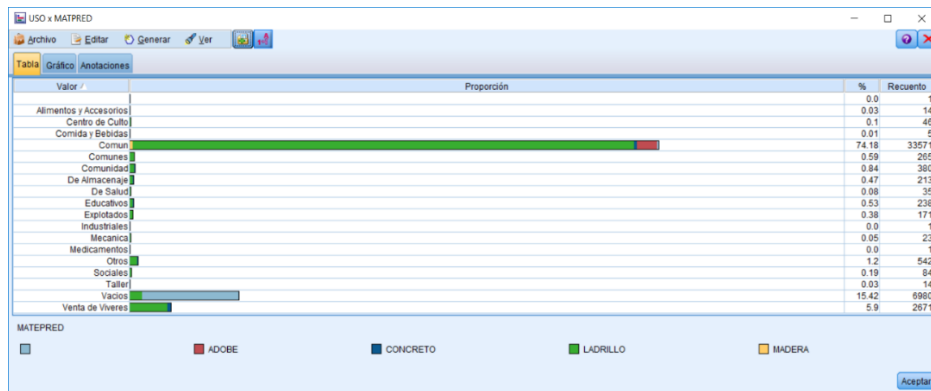 USO x MATPRED
Archivo Editar Generar Ver
Tabla Gráfico Anotaciones
Valor Proporción % Recuento
0.0 1
Alimentos y Accesorios 0.03 14
Centro de Culto 0.1 46
Comida y Bebidas 0.01 5
Comun 74.18 33571
Comunes 0.59 265
Comunidad 0.84 380
De Almacenaje 0.47 213
De Salud 0.08 35
Educativos 0.53 238
Explotados 0.38 171
Industriales 0.0 1
Mecanica 0.05 23
Medicamentos 0.0 1
Otros 1.2 542
Sociales 0.19 84
Taller 0.03 14
Vacios 15.42 6980
Venta de Viveres 5.9 2671
MATEPRED
ADOBE CONCRETO LADRILLO MADERA
Aceptar